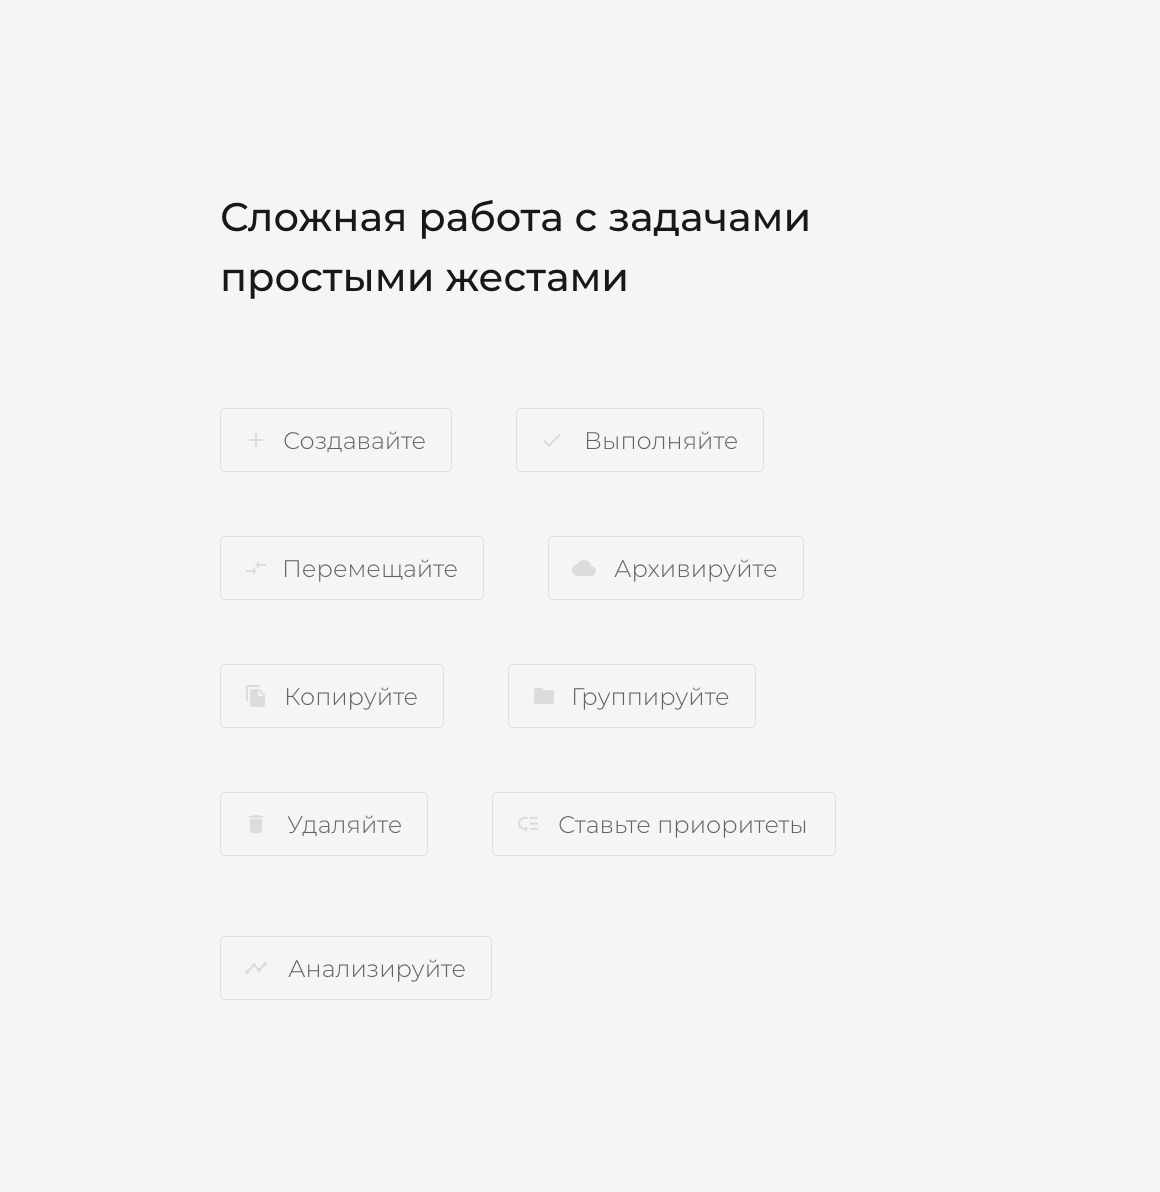 Сложная работа с задачами
простыми жестами
Создавайте
Выполняйте
Перемещайте
Архивируйте
Копируйте
Группируйте
Удаляйте
Ставьте приоритеты
Анализируйте